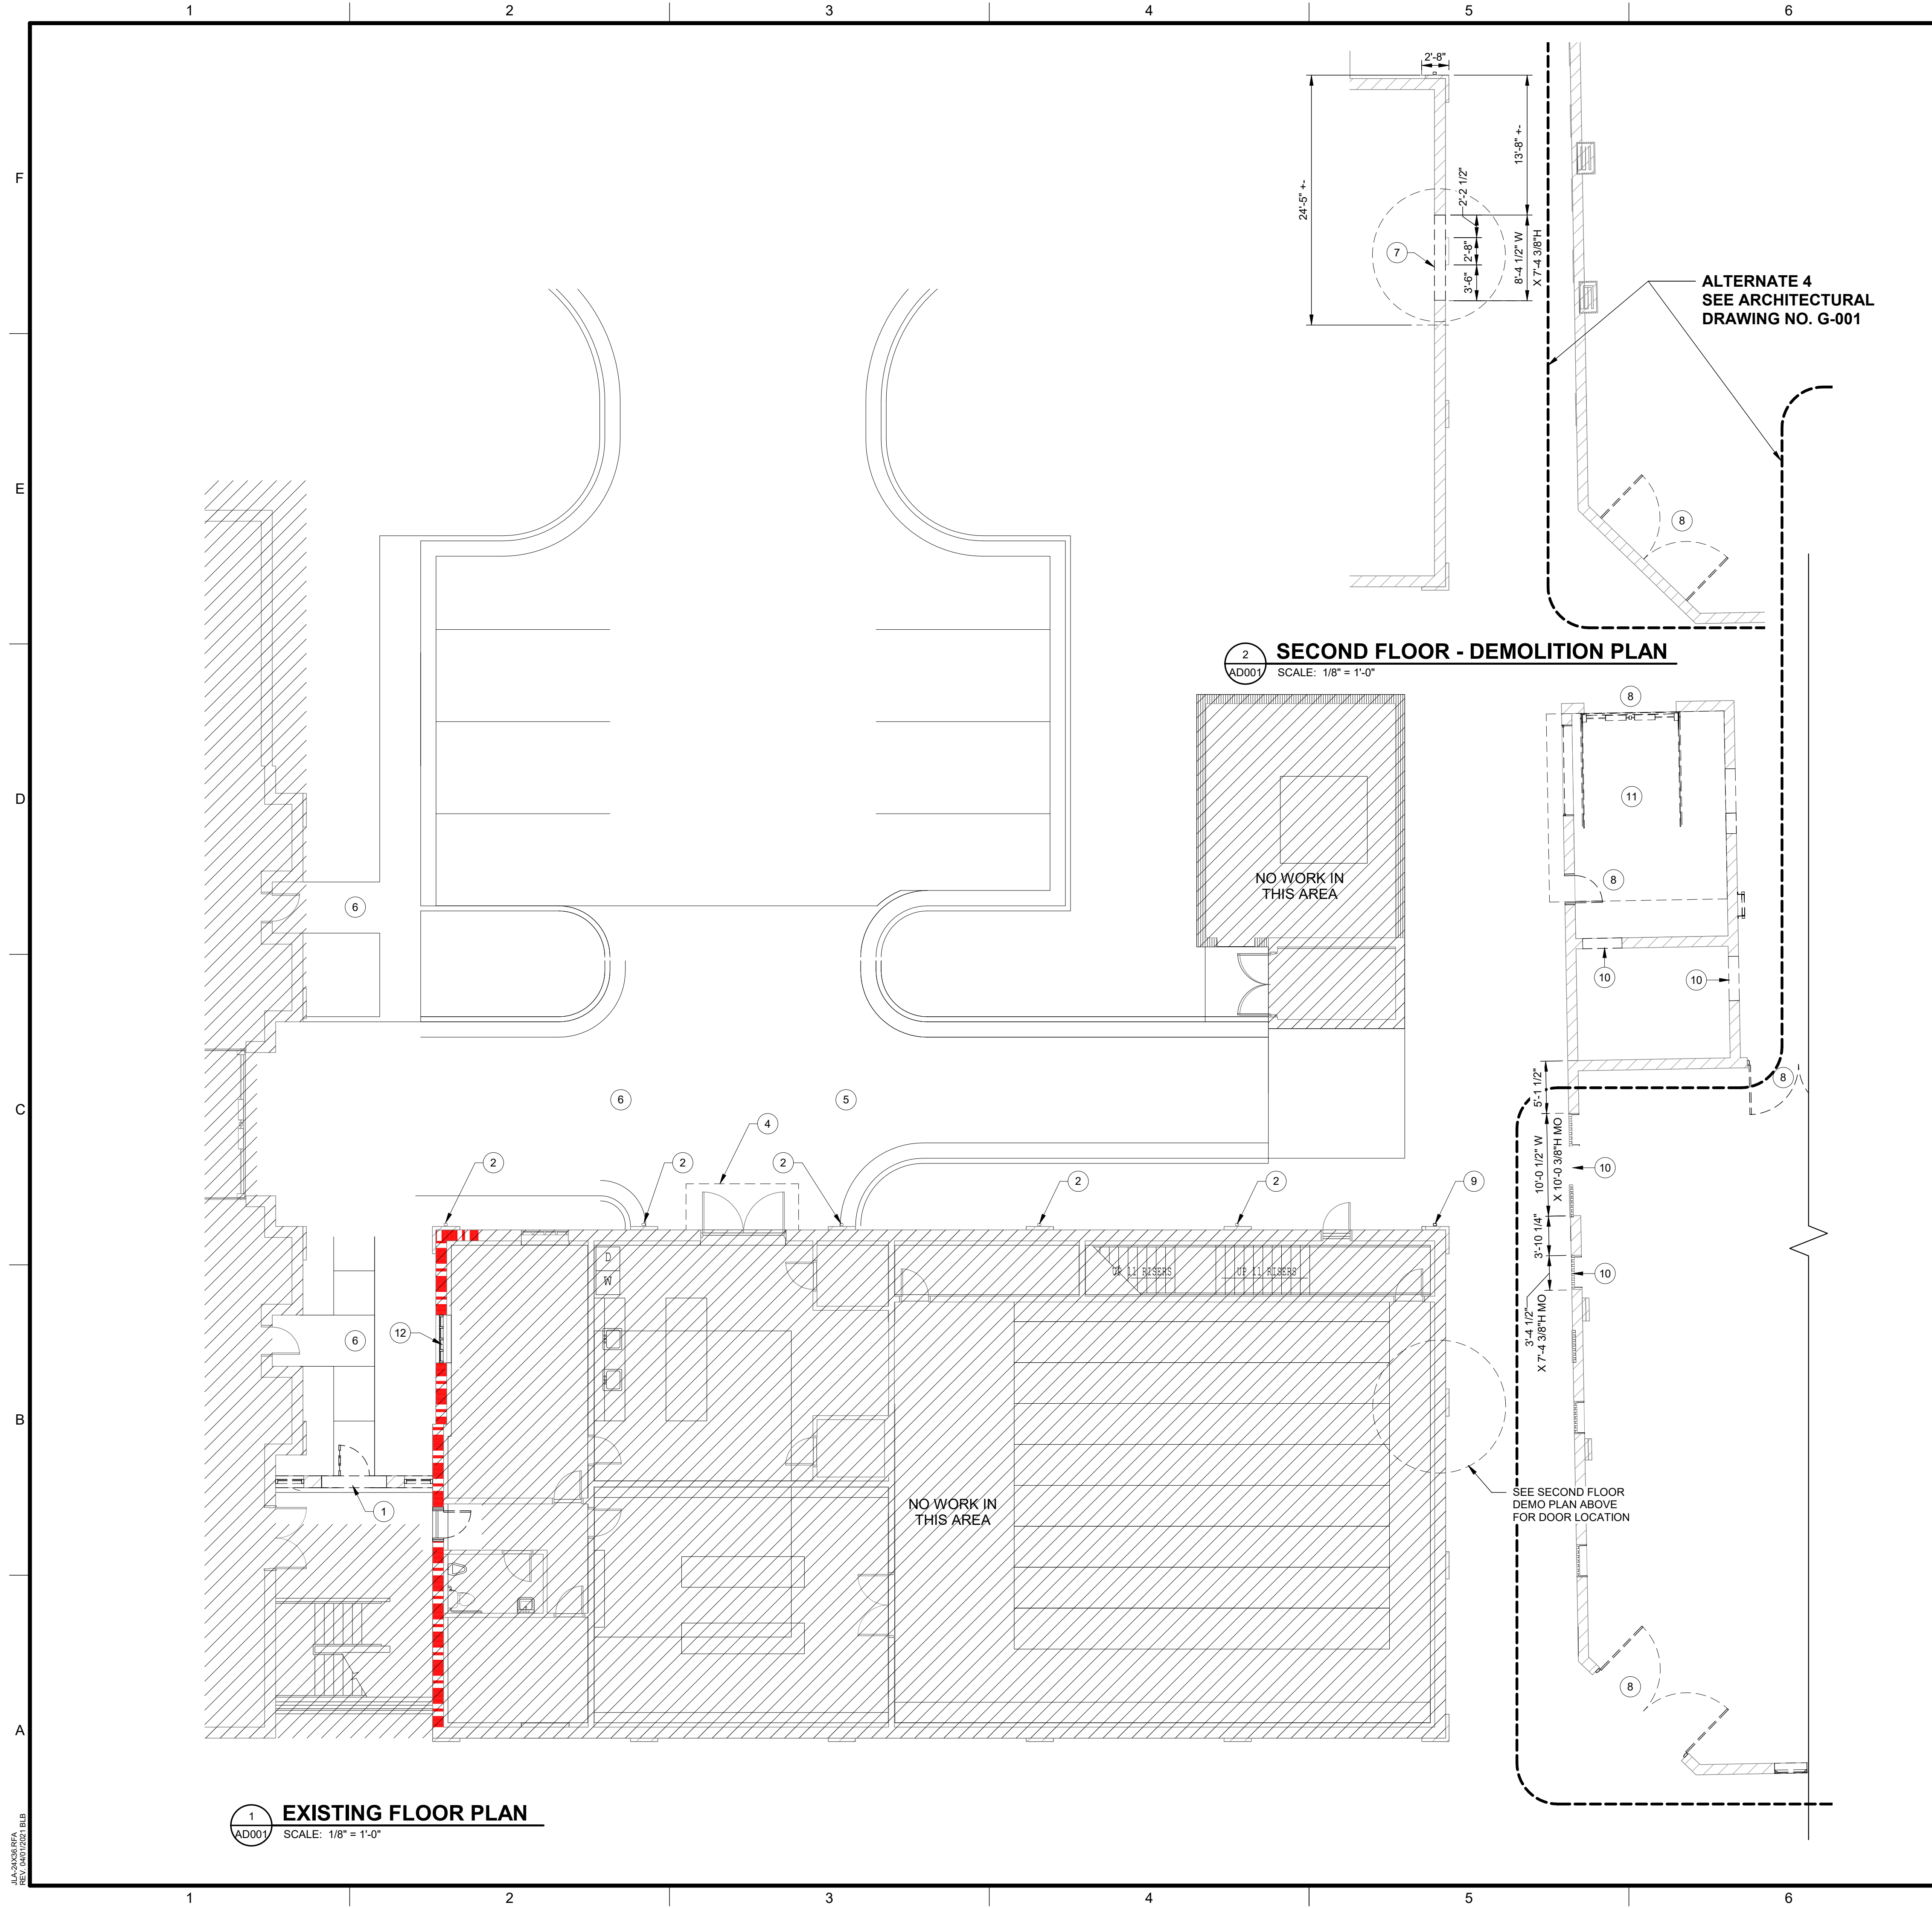 1
2
3
4
5
6
F
E
D
C
B
A
2'-8"
24'-5" +-
13'-8" +-
2'-2 1/2"
2'-8"
3'-6"
8'-4 1/2" W
X 7'-4 3/8"H
7
ALTERNATE 4
SEE ARCHITECTURAL
DRAWING NO. G-001
8
2
AD001
SECOND FLOOR - DEMOLITION PLAN
SCALE: 1/8" = 1'-0"
8
11
8
NO WORK IN
THIS AREA
6
10
10
8
5'-1 1/2"
10'-0 1/2" W
X 10'-0 3/8"H MO
3'-10 1/4"
3'-4 1/2"
X 7'-4 3/8"H MO
10
10
6
5
4
2
2
2
2
2
9
D
W
UP 11 RISERS
UP 11 RISERS
6
12
1
NO WORK IN
THIS AREA
SEE SECOND FLOOR
DEMO PLAN ABOVE
FOR DOOR LOCATION
8
1
AD001
EXISTING FLOOR PLAN
SCALE: 1/8" = 1'-0"
JLA-24X36.RFA
REV. 04/01/2021 BLB
1
2
3
4
5
6